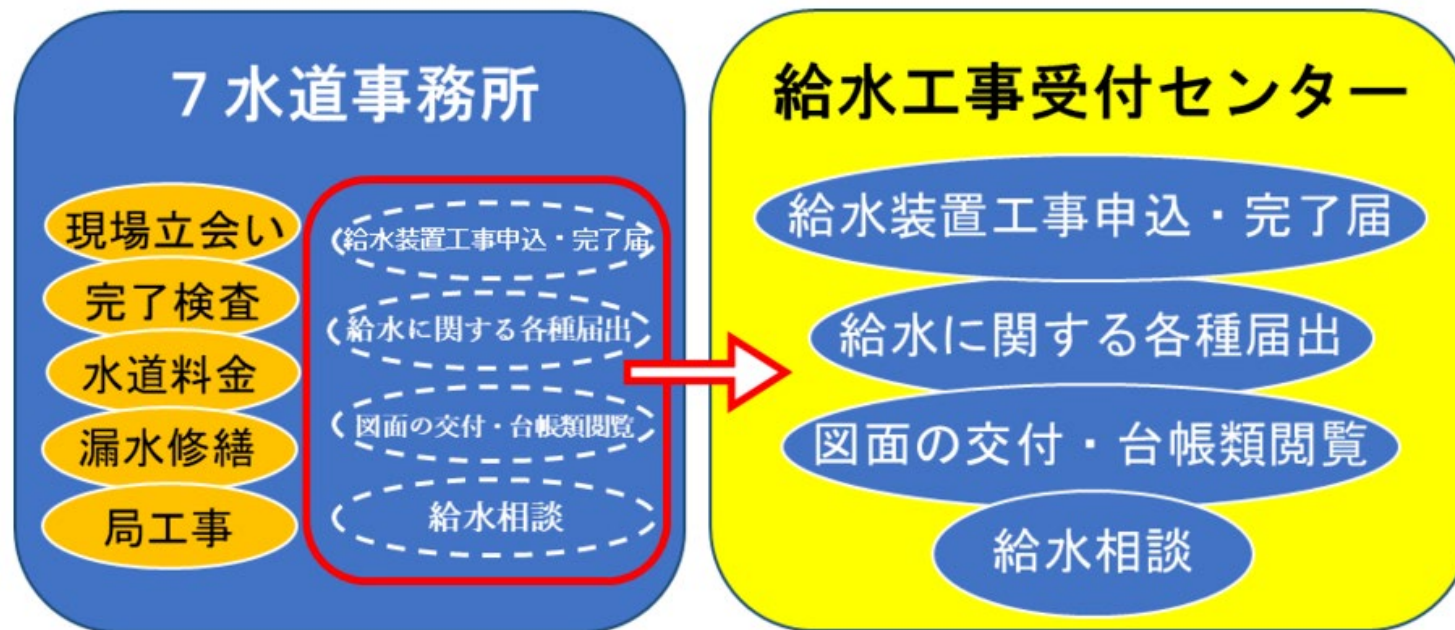 ７水道事務所
現場立会い
完了検査
水道料金
漏水修繕
局工事
給水装置工事申込・完了届
給水に関する各種届出
図面の交付・台帳類閲覧
給水相談
給水工事受付センター
給水装置工事申込・完了届
給水に関する各種届出
図面の交付・台帳類閲覧
給水相談